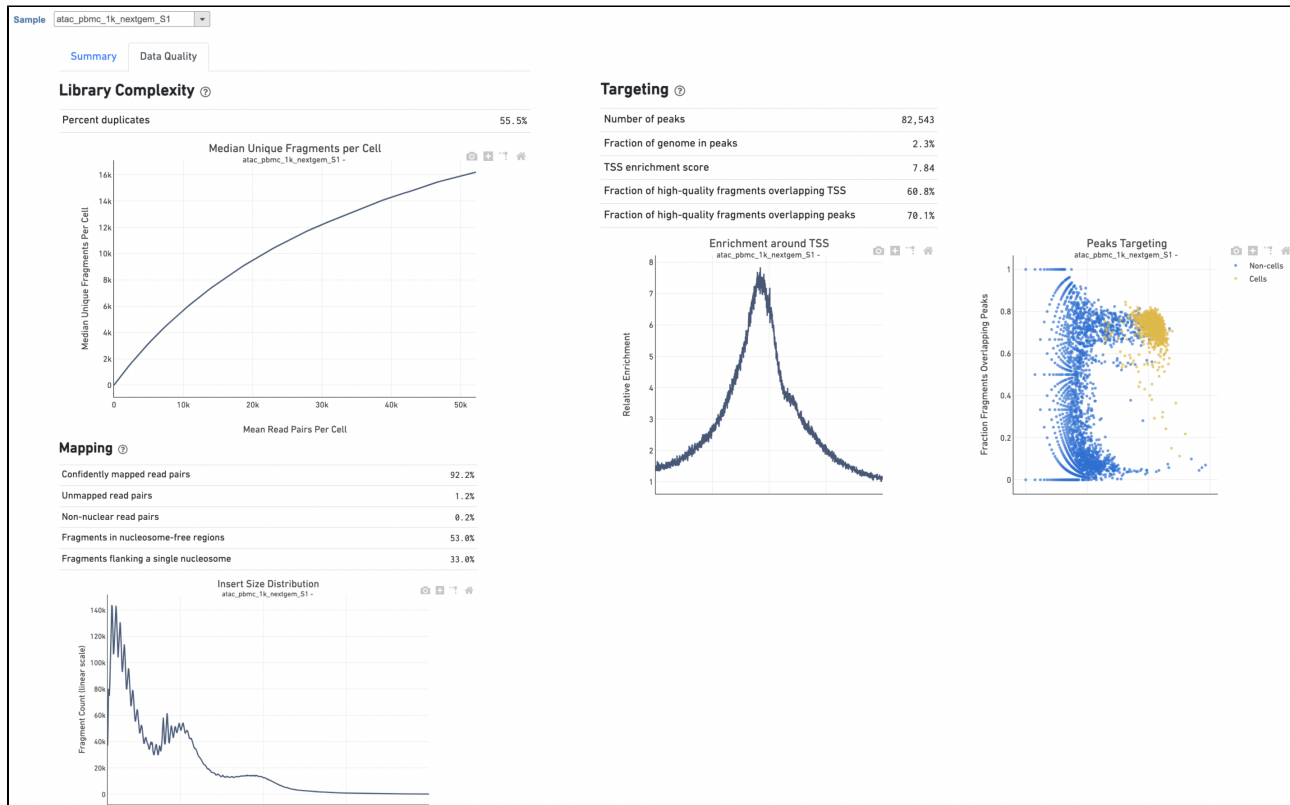 Sample atac_pbmc_1k_nextgem_S1
Summary Data Quality
Library Complexity ?
Percent duplicates 55.5%
Median Unique Fragments per Cell
atac_pbmc_1k_nextgem_S1 -
Median Unique Fragments Per Cell
16k
14k
12k
10k
8k
6k
4k
2k
0
0 10k 20k 30k 40k 50k
Mean Read Pairs Per Cell
Mapping ?
Confidently mapped read pairs 92.2%
Unmapped read pairs 1.2%
Non-nuclear read pairs 0.2%
Fragments in nucleosome-free regions 53.0%
Fragments flanking a single nucleosome 33.0%
Insert Size Distribution
atac_pbmc_1k_nextgem_S1 -
Fragment Count (linear scale)
140k
120k
100k
80k
60k
40k
20k
0
Targeting ?
Number of peaks 82,543
Fraction of genome in peaks 2.3%
TSS enrichment score 7.84
Fraction of high-quality fragments overlapping TSS 60.8%
Fraction of high-quality fragments overlapping peaks 70.1%
Enrichment around TSS
atac_pbmc_1k_nextgem_S1 -
Relative Enrichment
8
7
6
5
4
3
2
1
Peaks Targeting
atac_pbmc_1k_nextgem_S1 -
Fraction Fragments Overlapping Peaks
1
0.8
0.6
0.4
0.2
0
Non-cells
Cells